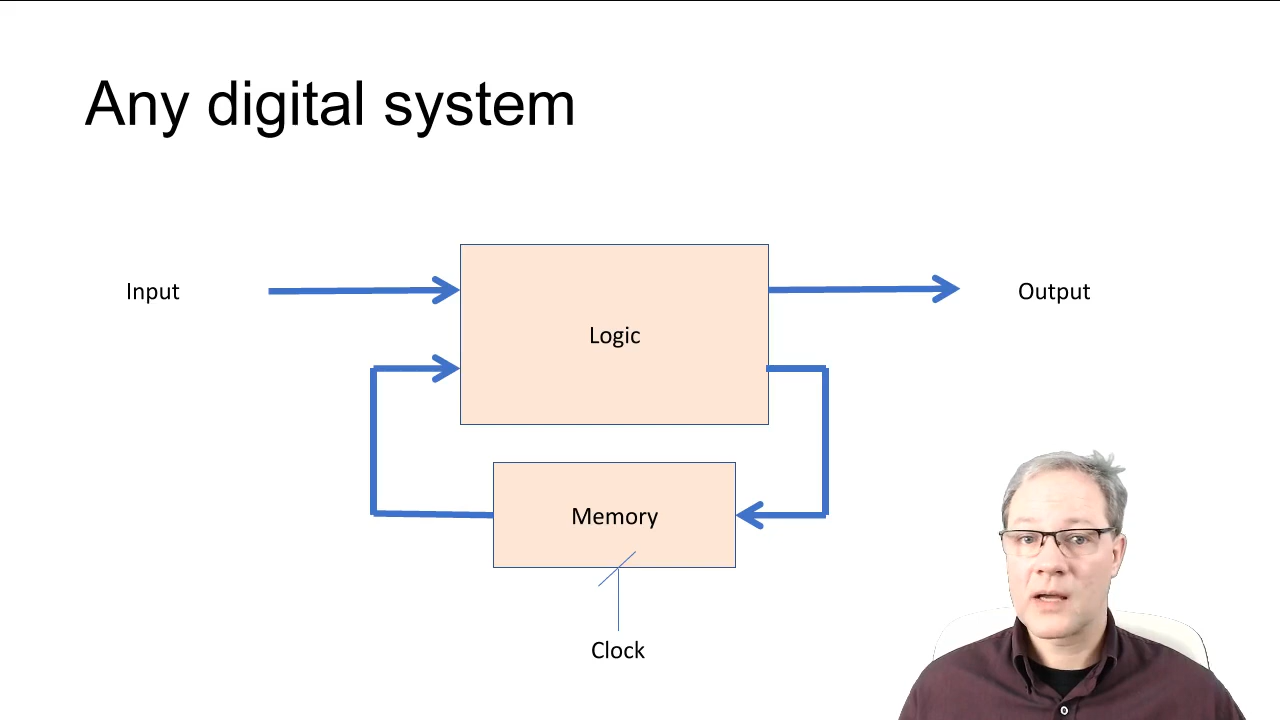 Any digital system
Input
Output
Logic
Memory
Clock